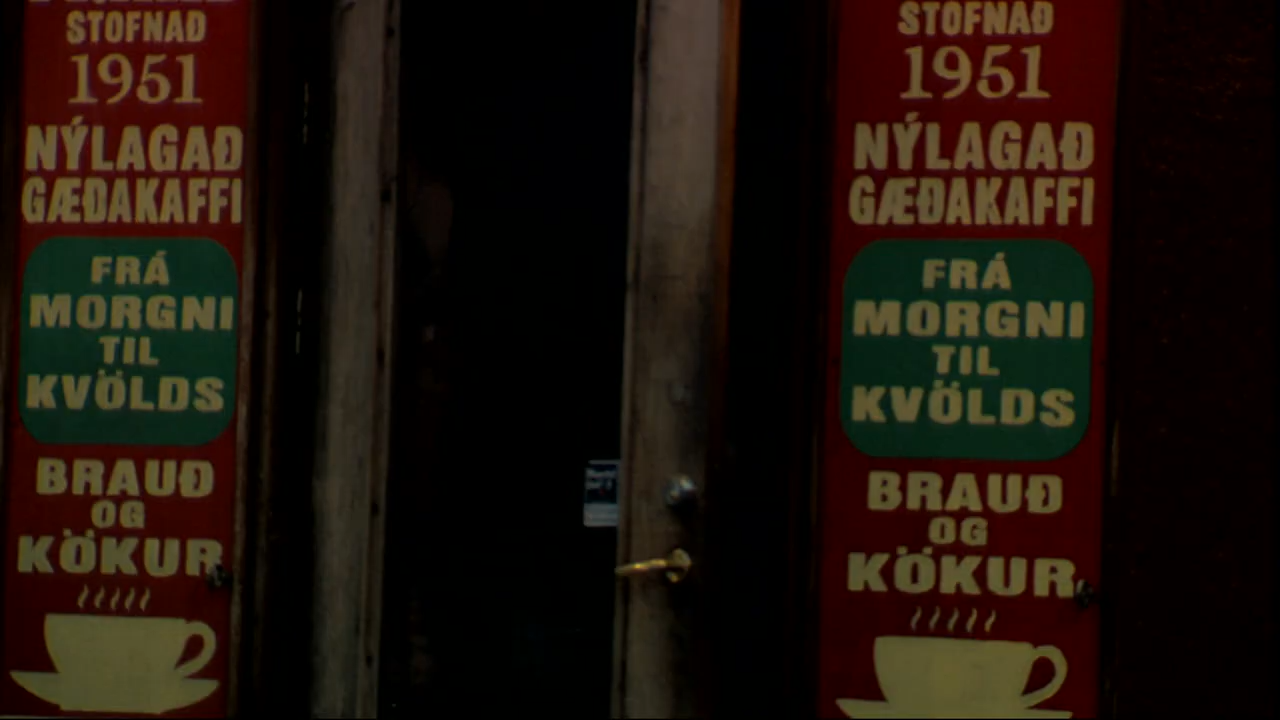 STOFNAÐ
1951
NÝLAGAÐ
GÆÐAKAFFI
FRÁ
MORGNI
TIL
KVÖLDS
BRAUÐ
OG
KÖKUR
STOFNAÐ
1951
NÝLAGAÐ
GÆÐAKAFFI
FRÁ
MORGNI
TIL
KVÖLDS
BRAUÐ
OG
KÖKUR